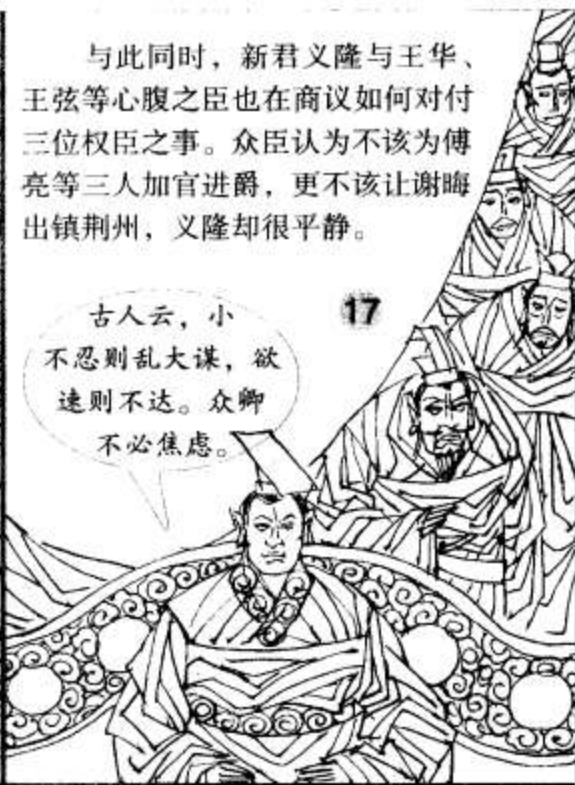 与此同时，新君义隆与王华、
王弦等心腹之臣也在商议如何对付
三位权臣之事。众臣认为不该为傅
亮等三人加官进爵，更不该让谢晦
出镇荆州，义隆却很平静。
17
古人云，小
不忍则乱大谋，欲
速则不达。众卿
不必焦虑。